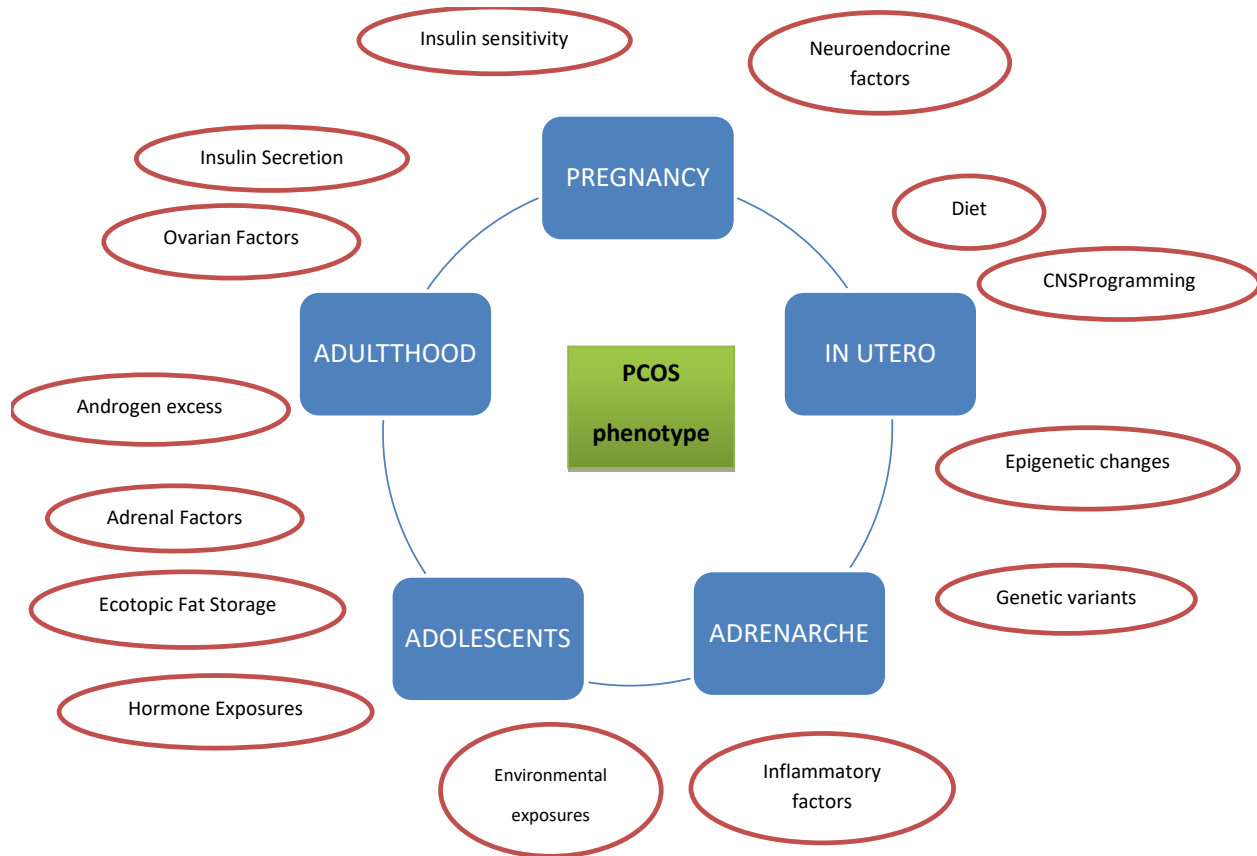 Insulin sensitivity
Neuroendocrine
factors
Insulin Secretion
PREGNANCY
Diet
Ovarian Factors
CNSProgramming
ADULTTHOOD
IN UTERO
PCOS
phenotype
Androgen excess
Epigenetic changes
Adrenal Factors
Ecotopic Fat Storage
Genetic variants
ADOLESCENTS
ADRENARCHE
Hormone Exposures
Environmental
exposures
Inflammatory
factors